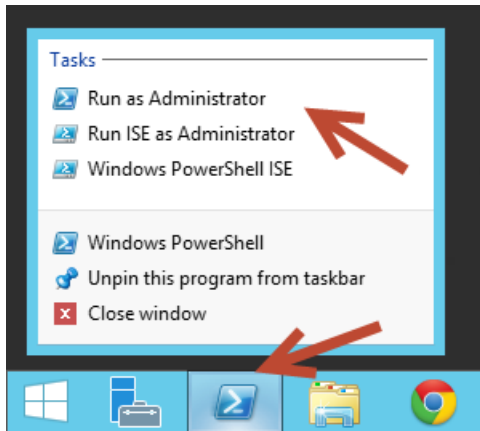 Tasks
Run as Administrator
Run ISE as Administrator
Windows PowerShell ISE
Windows PowerShell
Unpin this program from taskbar
Close window